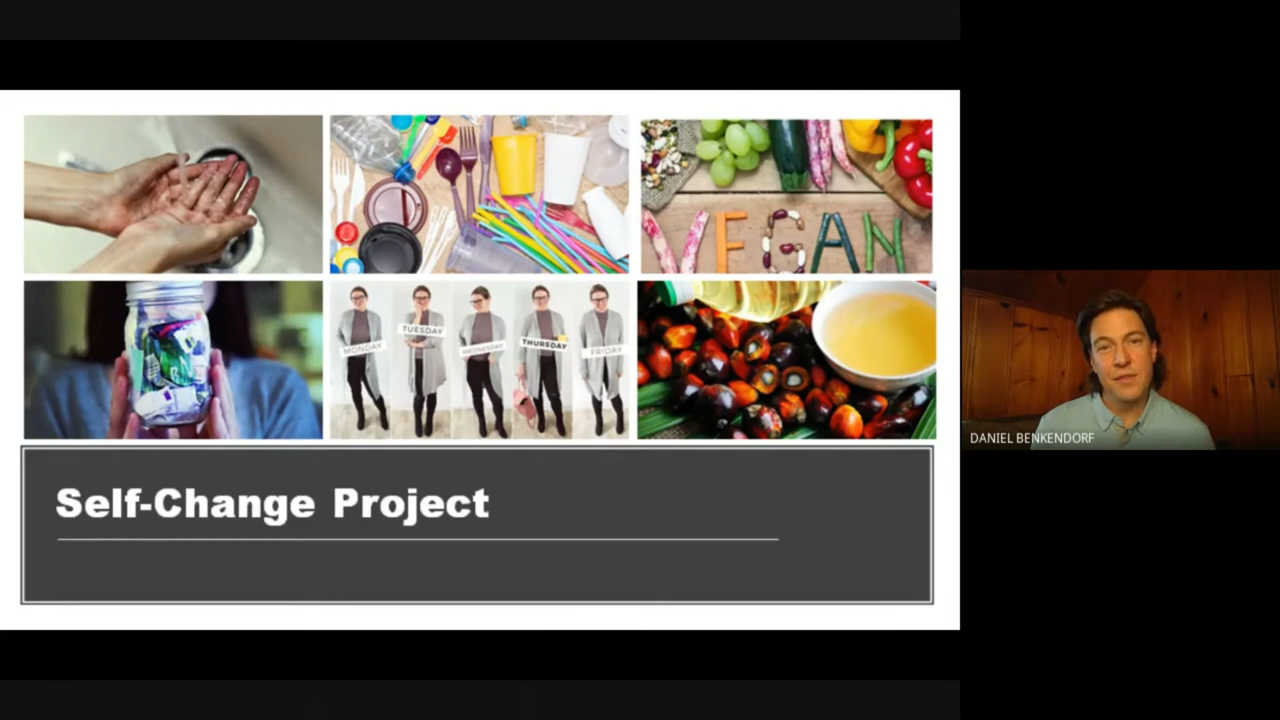 VEGAN
MONDAY
TUESDAY
WEDNESDAY
THURSDAY
FRIDAY
Self-Change Project
DANIEL BENKENDORF